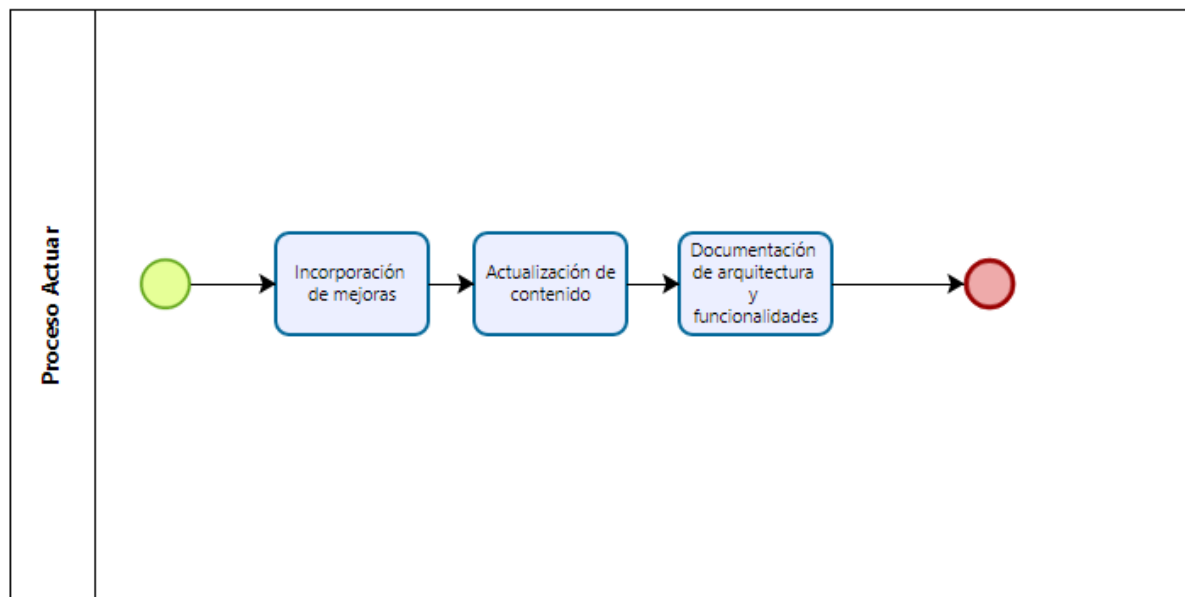 Proceso Actuar
Incorporación
de mejoras
Actualización de
contenido
Documentación
de arquitectura
y
funcionalidades